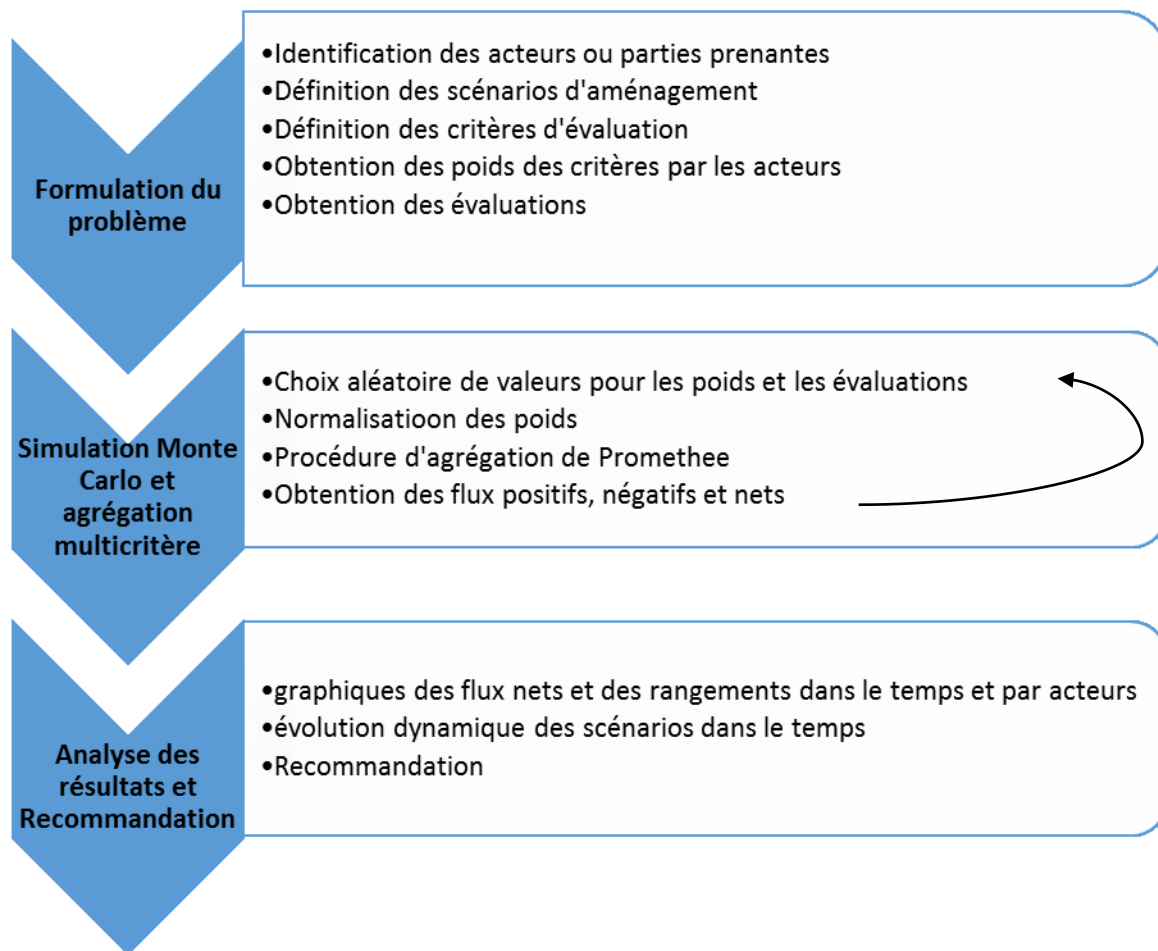 Formulation du
problème
•Identification des acteurs ou parties prenantes
•Définition des scénarios d'aménagement
•Définition des critères d'évaluation
•Obtention des poids des critères par les acteurs
•Obtention des évaluations
Simulation Monte
Carlo et
agrégation
multicritère
•Choix aléatoire de valeurs pour les poids et les évaluations
•Normalisatioon des poids
•Procédure d'agrégation de Promethee
•Obtention des flux positifs, négatifs et nets
Analyse des
résultats et
Recommandation
•graphiques des flux nets et des rangements dans le temps et par acteurs
•évolution dynamique des scénarios dans le temps
•Recommandation